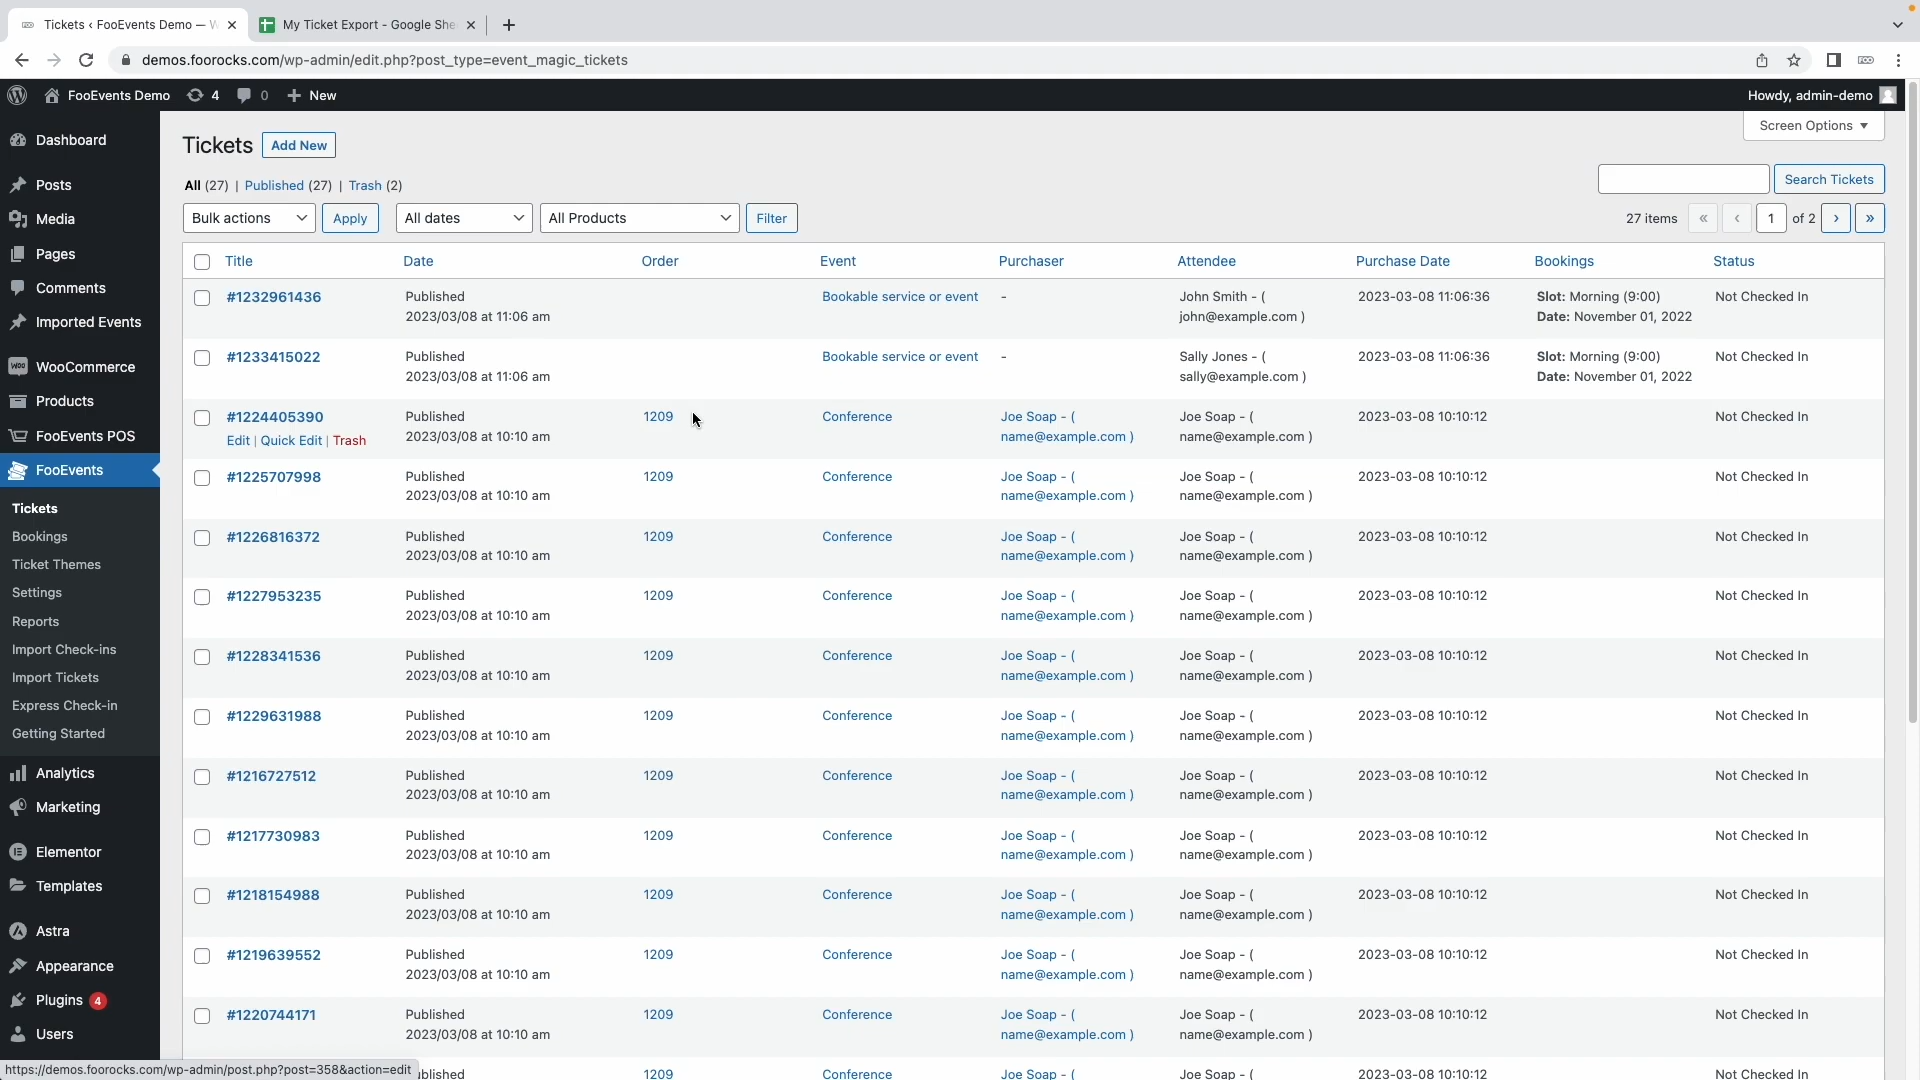 Tickets ‹ FooEvents Demo — W
My Ticket Export - Google She
demos.foorocks.com/wp-admin/edit.php?post_type=event_magic_tickets
FooEvents Demo 4 0 New
Howdy, admin-demo
Screen Options
Dashboard
Posts
Media
Pages
Comments
Imported Events
WooCommerce
Products
FooEvents POS
FooEvents
Tickets
Bookings
Ticket Themes
Settings
Reports
Import Check-ins
Import Tickets
Express Check-in
Getting Started
Analytics
Marketing
Elementor
Templates
Astra
Appearance
Plugins 4
Users
Tickets Add New
All (27) | Published (27) | Trash (2)
Search Tickets
Bulk actions Apply All dates All Products Filter
27 items « ‹ 1 of 2 › »
Title Date Order Event Purchaser Attendee Purchase Date Bookings Status
#1232961436 Published Bookable service or event - John Smith - ( 2023-03-08 11:06:36 Slot: Morning (9:00) Not Checked In
2023/03/08 at 11:06 am john@example.com ) Date: November 01, 2022
#1233415022 Published Bookable service or event - Sally Jones - ( 2023-03-08 11:06:36 Slot: Morning (9:00) Not Checked In
2023/03/08 at 11:06 am sally@example.com ) Date: November 01, 2022
#1224405390 Published 1209 Conference Joe Soap - ( Joe Soap - ( 2023-03-08 10:10:12 Not Checked In
Edit | Quick Edit | Trash 2023/03/08 at 10:10 am name@example.com ) name@example.com )
#1225707998 Published 1209 Conference Joe Soap - ( Joe Soap - ( 2023-03-08 10:10:12 Not Checked In
2023/03/08 at 10:10 am name@example.com ) name@example.com )
#1226816372 Published 1209 Conference Joe Soap - ( Joe Soap - ( 2023-03-08 10:10:12 Not Checked In
2023/03/08 at 10:10 am name@example.com ) name@example.com )
#1227953235 Published 1209 Conference Joe Soap - ( Joe Soap - ( 2023-03-08 10:10:12 Not Checked In
2023/03/08 at 10:10 am name@example.com ) name@example.com )
#1228341536 Published 1209 Conference Joe Soap - ( Joe Soap - ( 2023-03-08 10:10:12 Not Checked In
2023/03/08 at 10:10 am name@example.com ) name@example.com )
#1229631988 Published 1209 Conference Joe Soap - ( Joe Soap - ( 2023-03-08 10:10:12 Not Checked In
2023/03/08 at 10:10 am name@example.com ) name@example.com )
#1216727512 Published 1209 Conference Joe Soap - ( Joe Soap - ( 2023-03-08 10:10:12 Not Checked In
2023/03/08 at 10:10 am name@example.com ) name@example.com )
#1217730983 Published 1209 Conference Joe Soap - ( Joe Soap - ( 2023-03-08 10:10:12 Not Checked In
2023/03/08 at 10:10 am name@example.com ) name@example.com )
#1218154988 Published 1209 Conference Joe Soap - ( Joe Soap - ( 2023-03-08 10:10:12 Not Checked In
2023/03/08 at 10:10 am name@example.com ) name@example.com )
#1219639552 Published 1209 Conference Joe Soap - ( Joe Soap - ( 2023-03-08 10:10:12 Not Checked In
2023/03/08 at 10:10 am name@example.com ) name@example.com )
#1220744171 Published 1209 Conference Joe Soap - ( Joe Soap - ( 2023-03-08 10:10:12 Not Checked In
2023/03/08 at 10:10 am name@example.com ) name@example.com )
blished 1209 Conference Joe Soap - ( Joe Soap - ( 2023-03-08 10:10:12 Not Checked In
https://demos.foorocks.com/wp-admin/post.php?post=358&action=edit